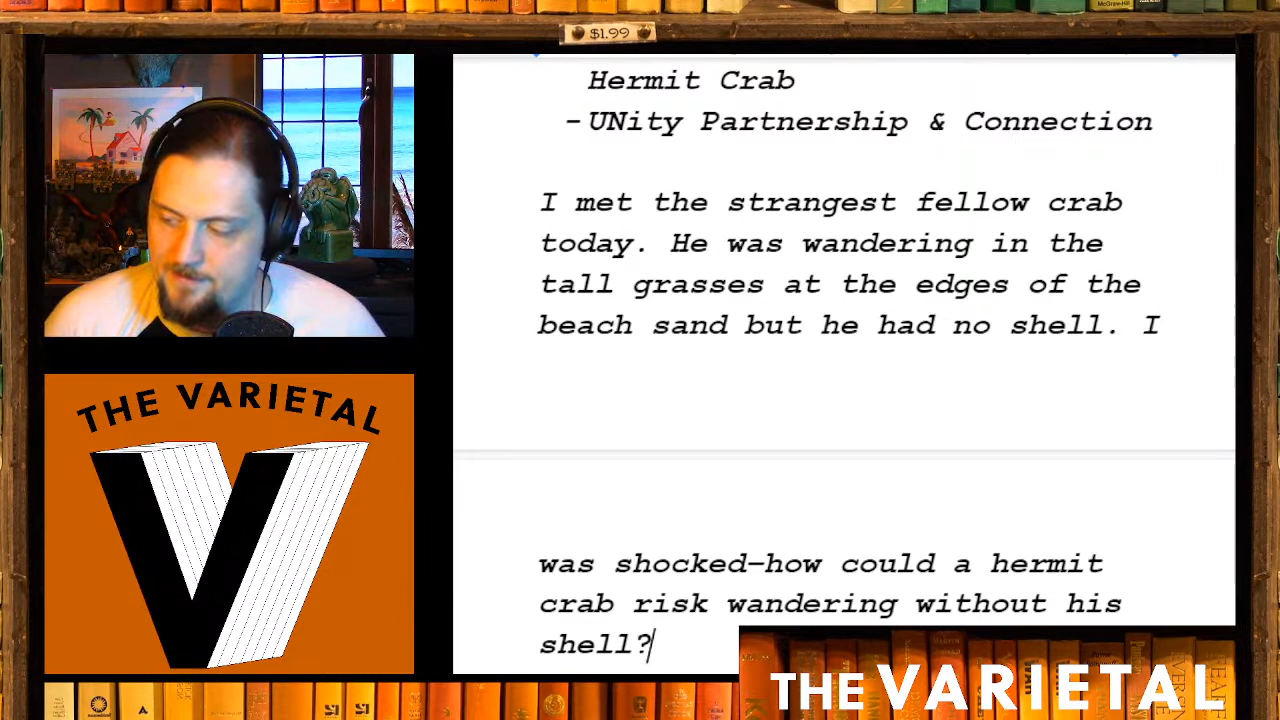 $1.99
Hermit Crab
- UNity Partnership & Connection
I met the strangest fellow crab
today. He was wandering in the
tall grasses at the edges of the
beach sand but he had no shell. I
was shocked—how could a hermit
crab risk wandering without his
shell?
THE VARIETAL
V
THE VARIETAL